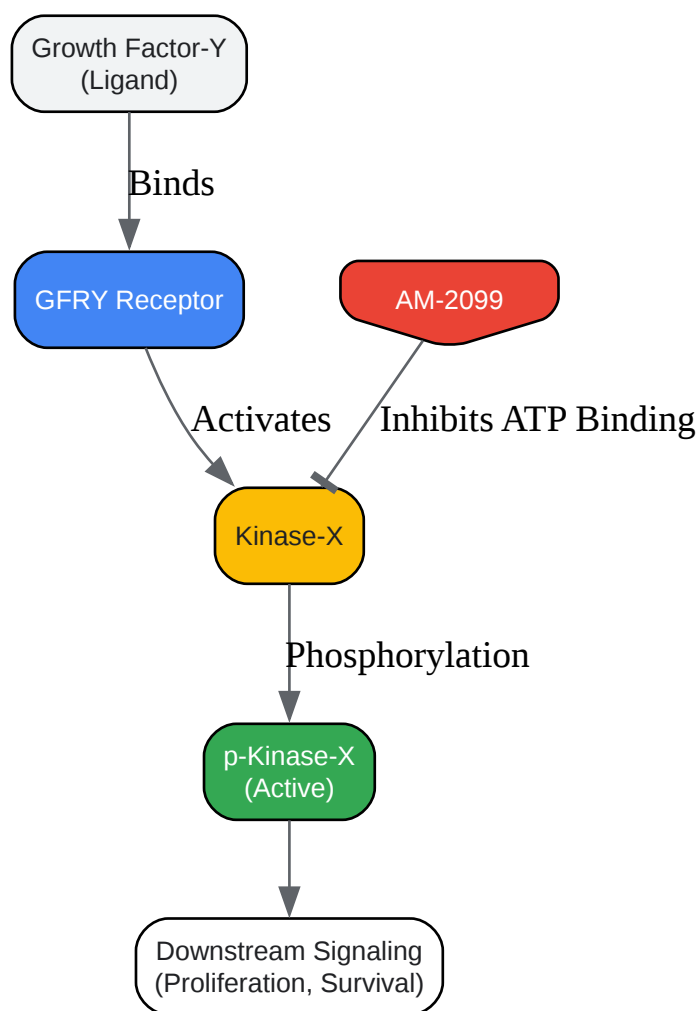 Growth Factor-Y
(Ligand)
Binds
GFRY Receptor
AM-2099
Activates
Inhibits ATP Binding
Kinase-X
Phosphorylation
p-Kinase-X
(Active)
Downstream Signaling
(Proliferation, Survival)